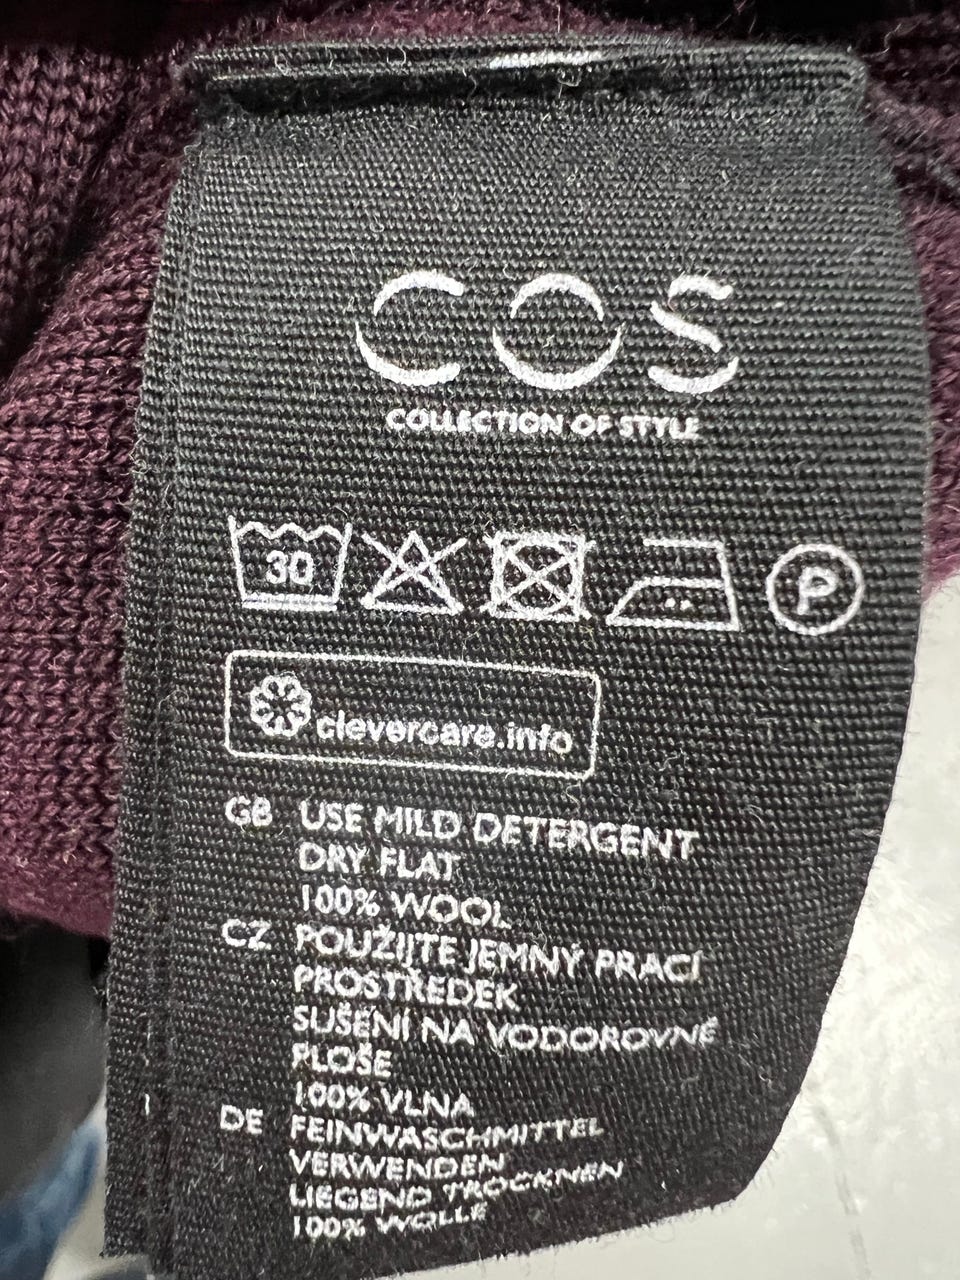 COS
COLLECTION OF STYLE
30
P
clevercare.info
GB USE MILD DETERGENT
DRY FLAT
100% WOOL
CZ POUŽIJTE JEMNÝ PRACÍ
PROSTŘEDEK
SUŠENÍ NA VODOROVNÉ
PLOŠE
100% VLNA
DE FEINWASCHMITTEL
VERWENDEN
LIEGEND TROCKNEN
100% WOLLE